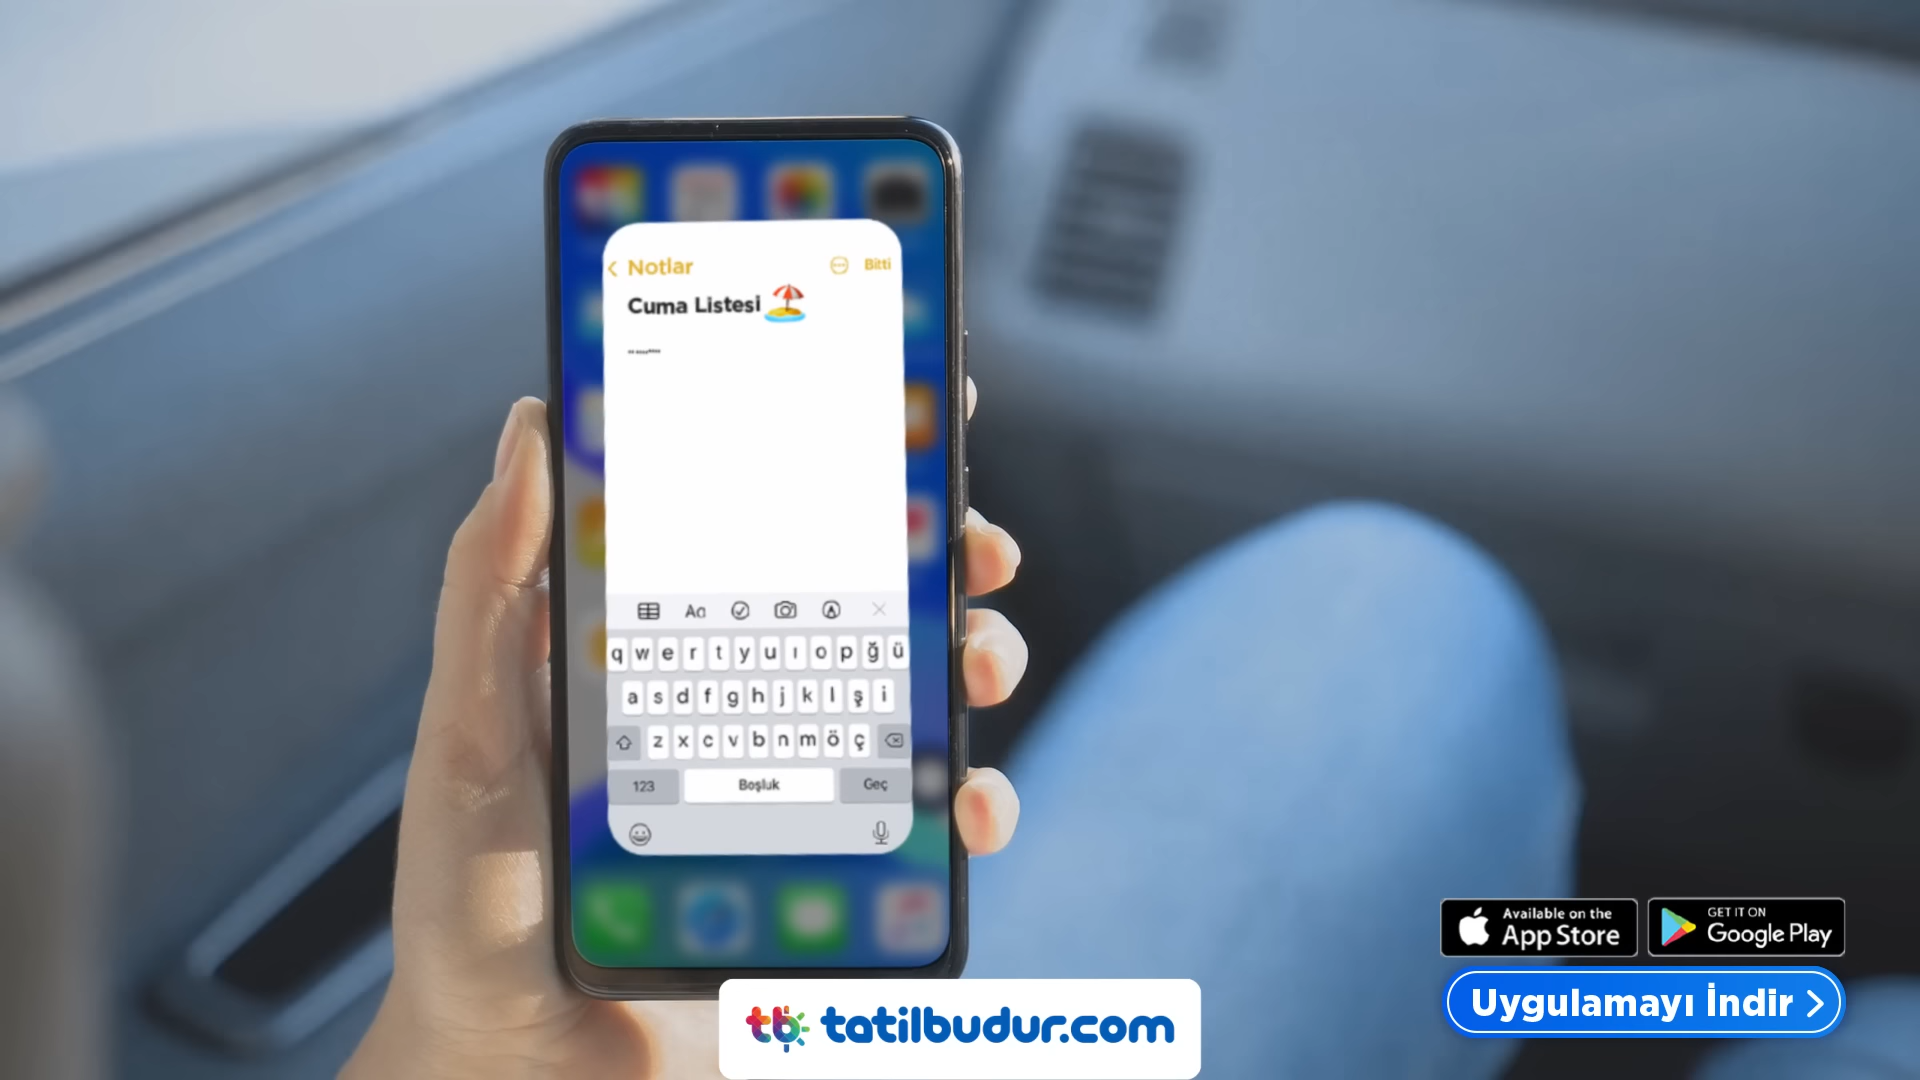 Notlar
Bitti
Cuma Listesi
Aa
q w e r t y u ı o p ğ ü
a s d f g h j k l ş i
z x c v b n m ö ç
123
Boşluk
Geç
Available on the
App Store
GET IT ON
Google Play
Uygulamayı İndir
tb tatilbudur.com